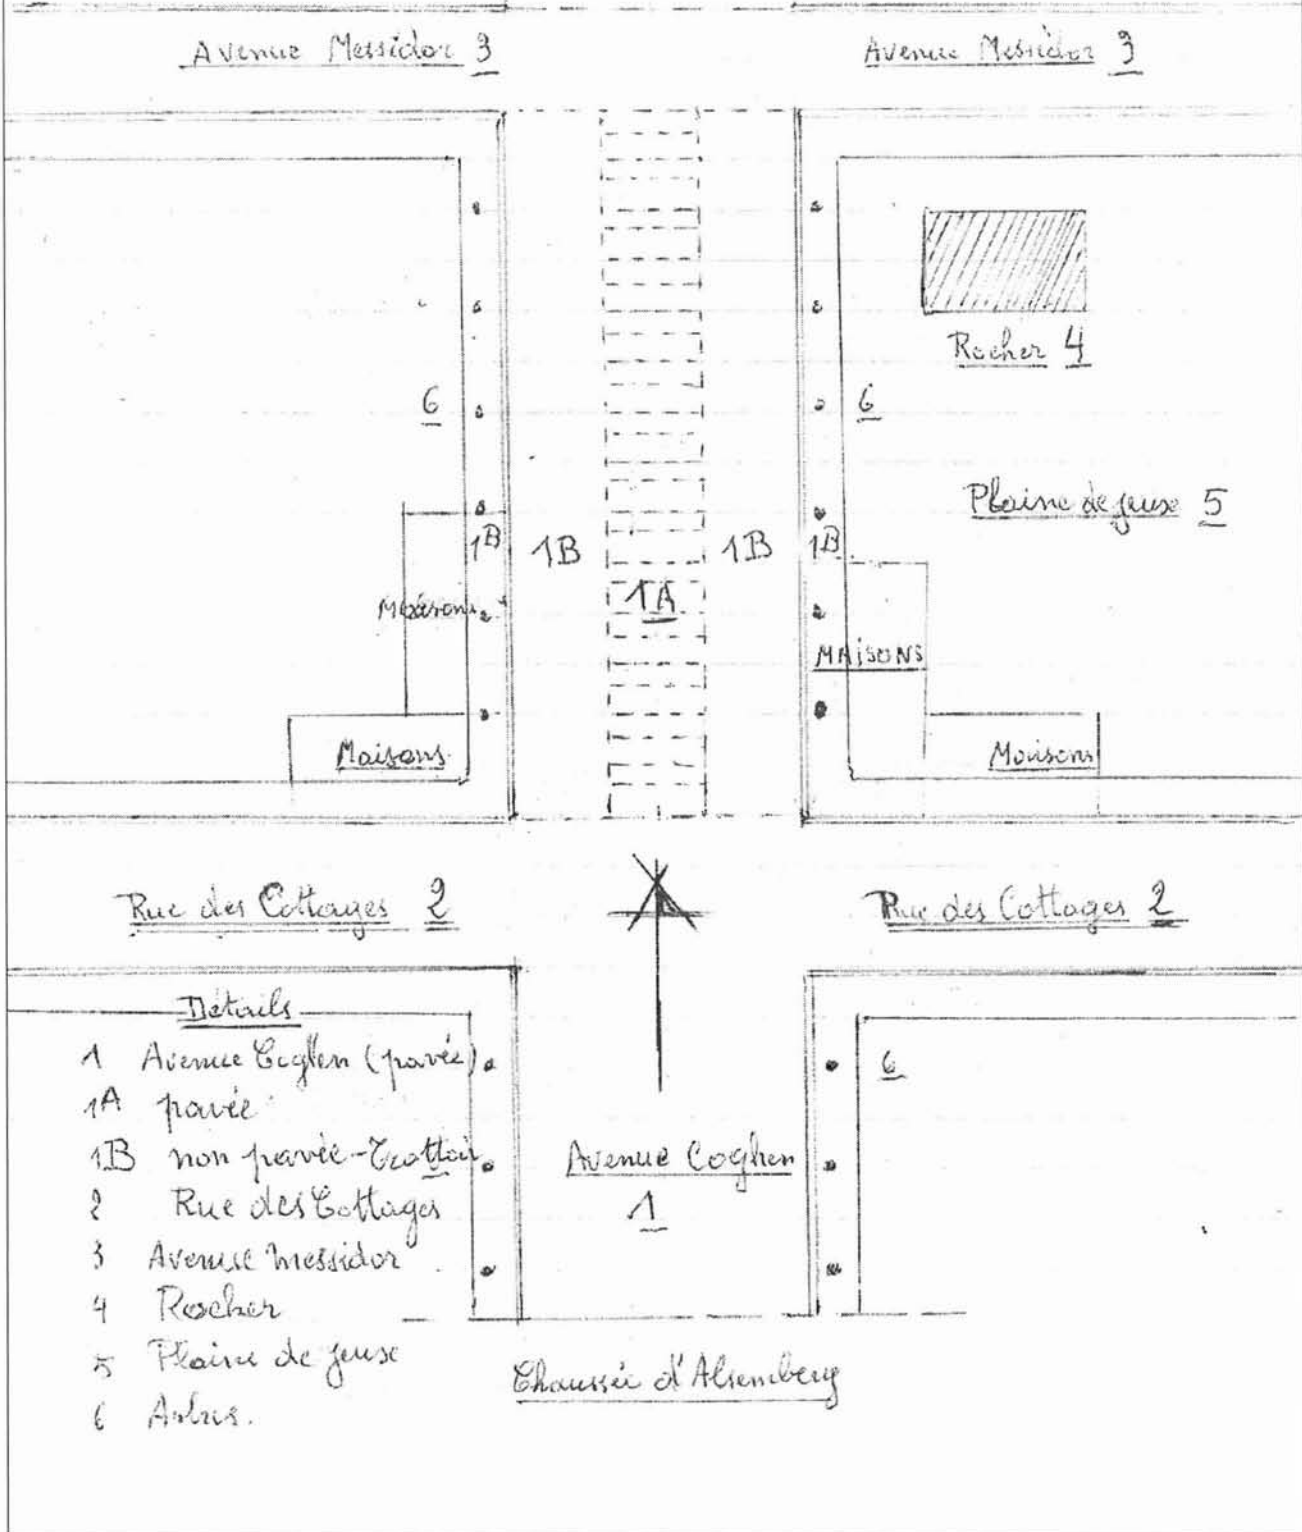 Avenue Messidor 3
Avenue Messidor 3
Rocher 4
6
6
Plaine de jeux 5
1B
1B
1B
1B
1A
Maisons
MAISONS
Maisons
Maisons
Rue des Cottages 2
Rue des Cottages 2
Détails
1 Avenue Coghen (pavée)
1A pavée
1B non pavée - Trottoir
2 Rue des Cottages
3 Avenue Messidor
4 Rocher
5 Plaine de jeux
6 Arbres.
6
Avenue Coghen
1
Chaussée d'Alsemberg